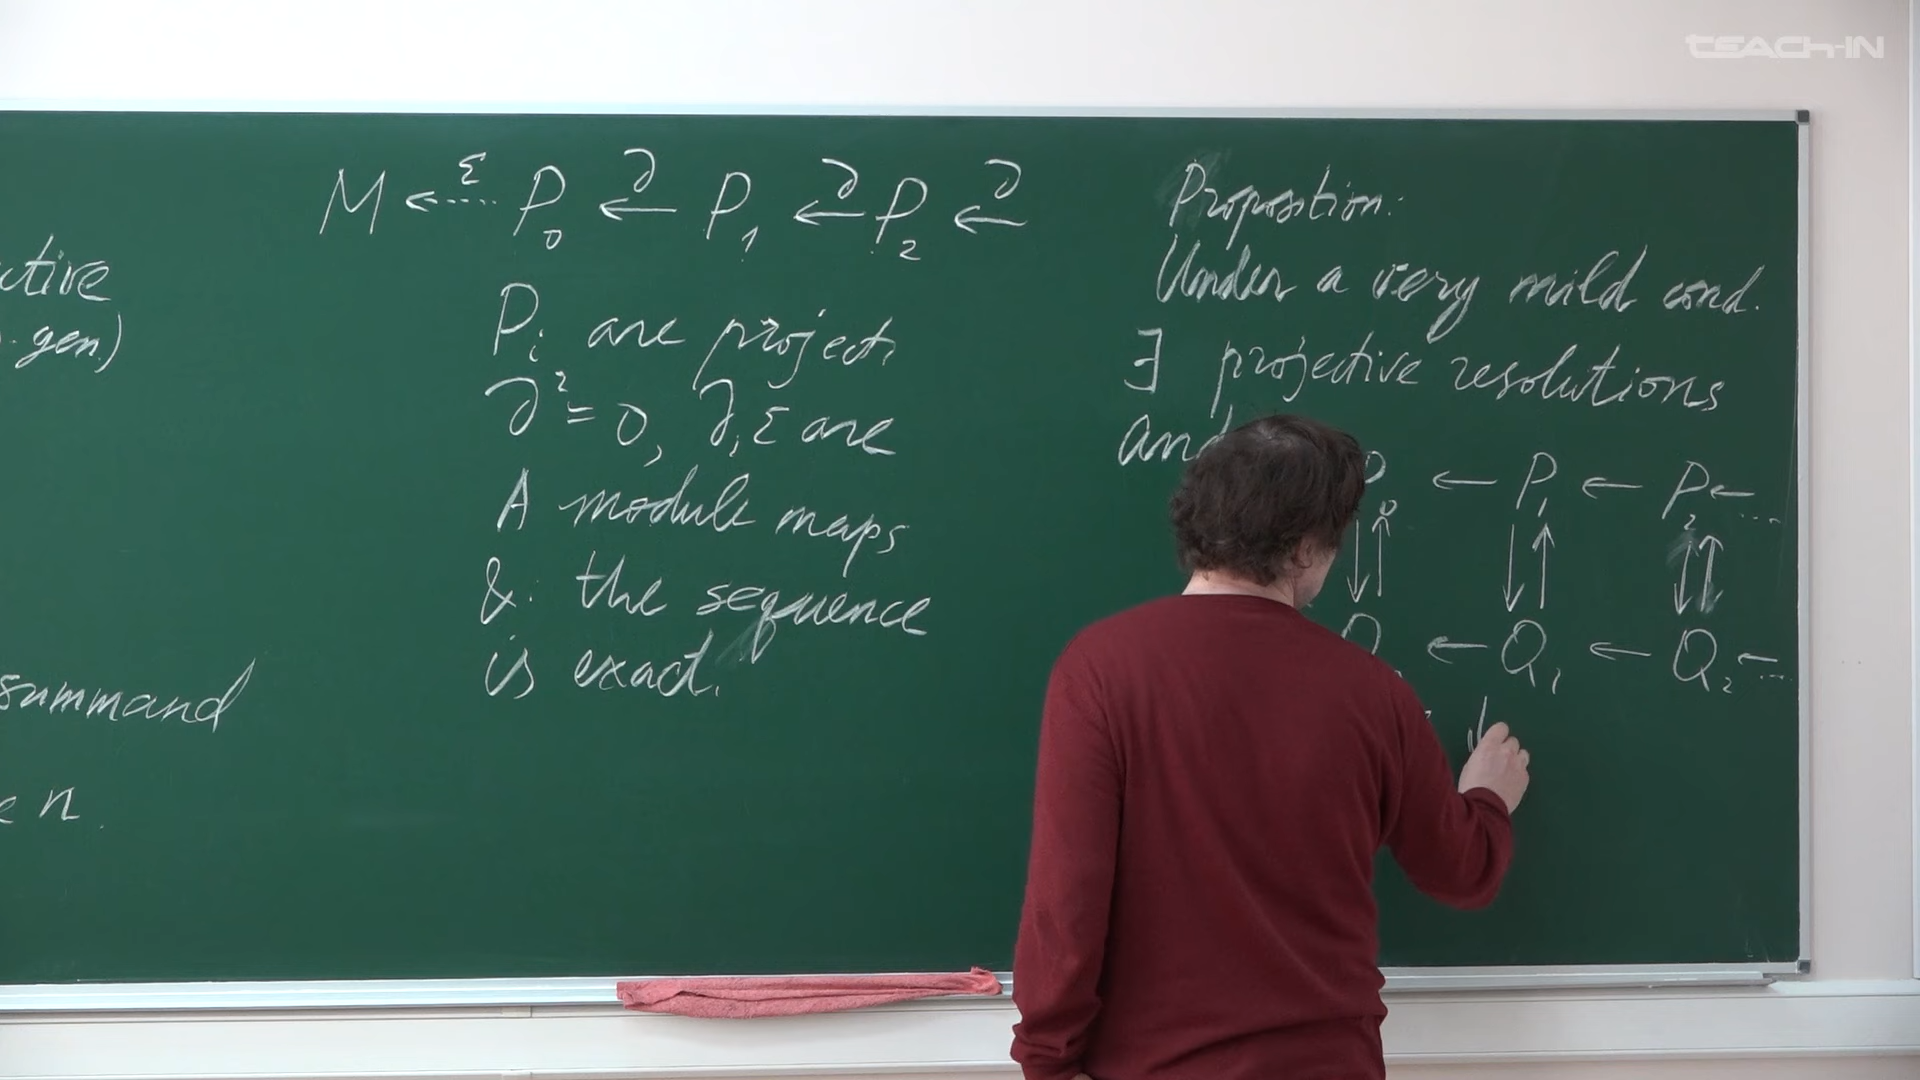 TEACH-IN
ctive
gen)
summand
n.
M ←.... P₀ ← P₁ ← P₂ ←
ε ∂ ∂ ∂
Pᵢ are project.
∂² = 0, ∂, ε are
A module maps
&. the sequence
is exact.
Proposition:
Under a very mild cond.
∃ projective resolutions
and
P₀ ← P₁ ← P₂ ← ...
↓↑ ↓↑ ↓↑
Q ← Q₁ ← Q₂ ← ...